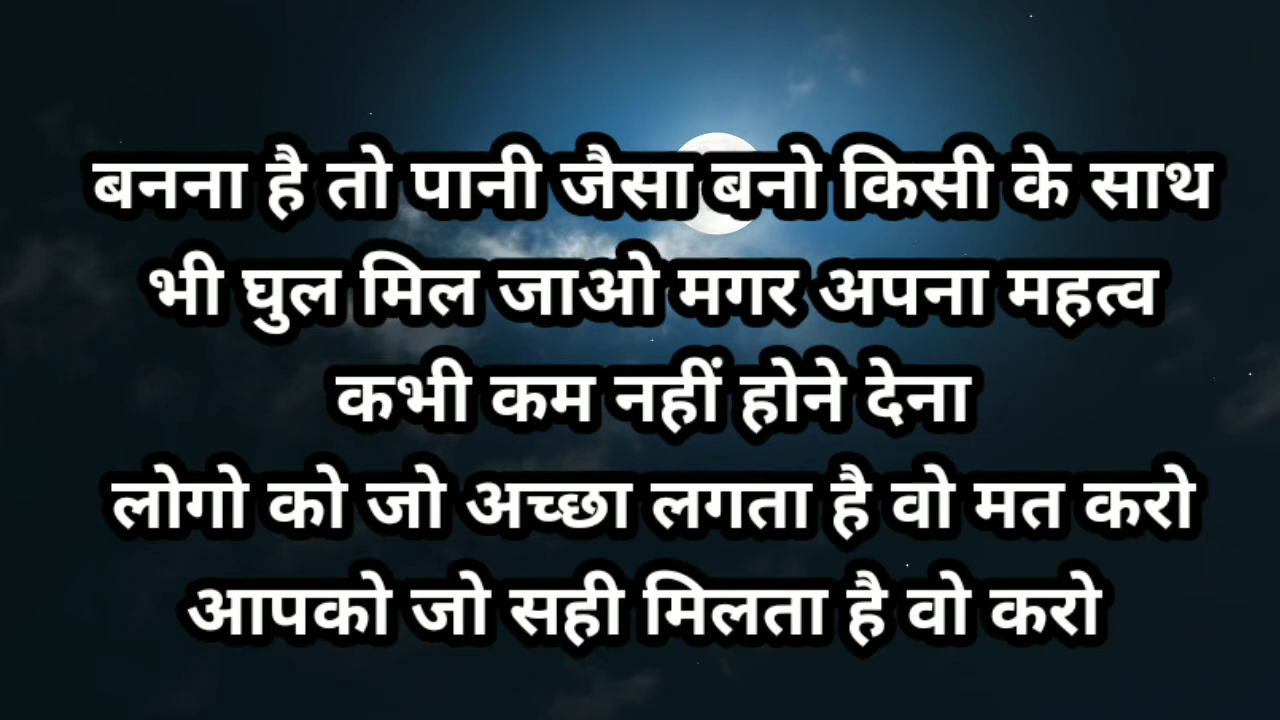 बनना है तो पानी जैसा बनो किसी के साथ
भी घुल मिल जाओ मगर अपना महत्व
कभी कम नहीं होने देना
लोगो को जो अच्छा लगता है वो मत करो
आपको जो सही मिलता है वो करो